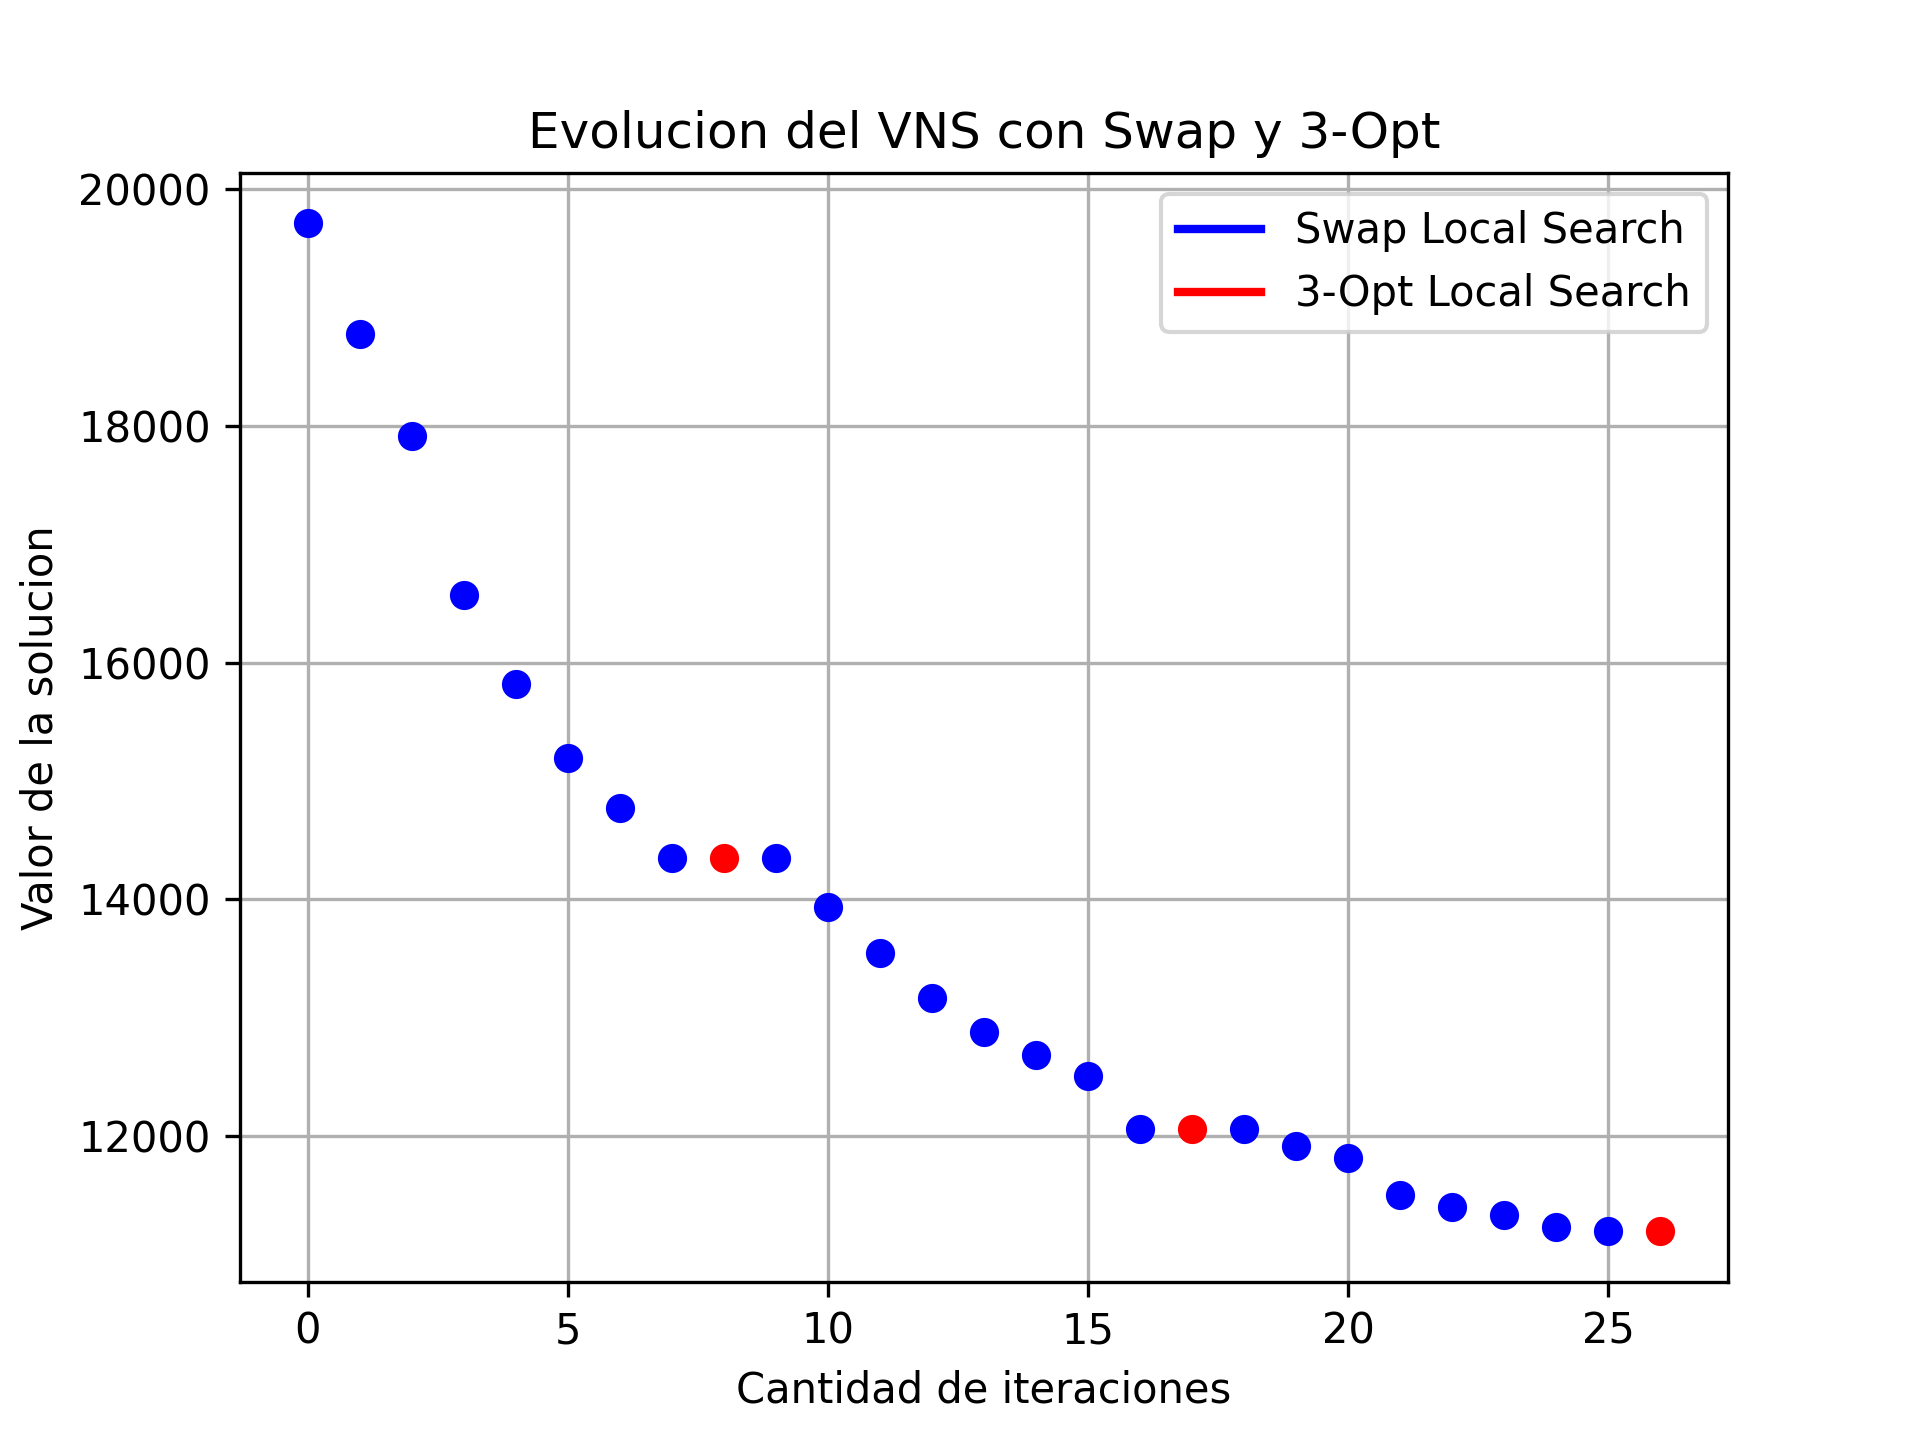 Evolucion del VNS con Swap y 3-Opt
Swap Local Search
3-Opt Local Search
Valor de la solucion
20000
18000
16000
14000
12000
0 5 10 15 20 25
Cantidad de iteraciones